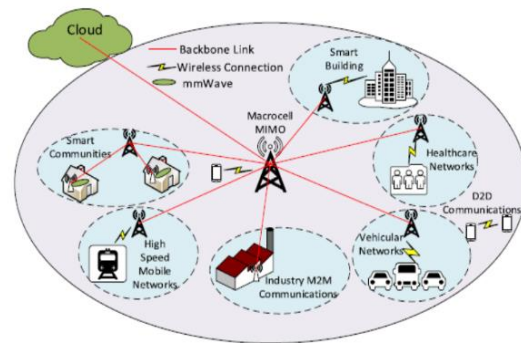 Cloud
Backbone Link
Wireless Connection
mmWave
Smart
Building
Macrocell
MIMO
Smart
Communities
Healthcare
Networks
D2D
Communications
High
Speed
Mobile
Networks
Industry M2M
Communications
Vehicular
Networks